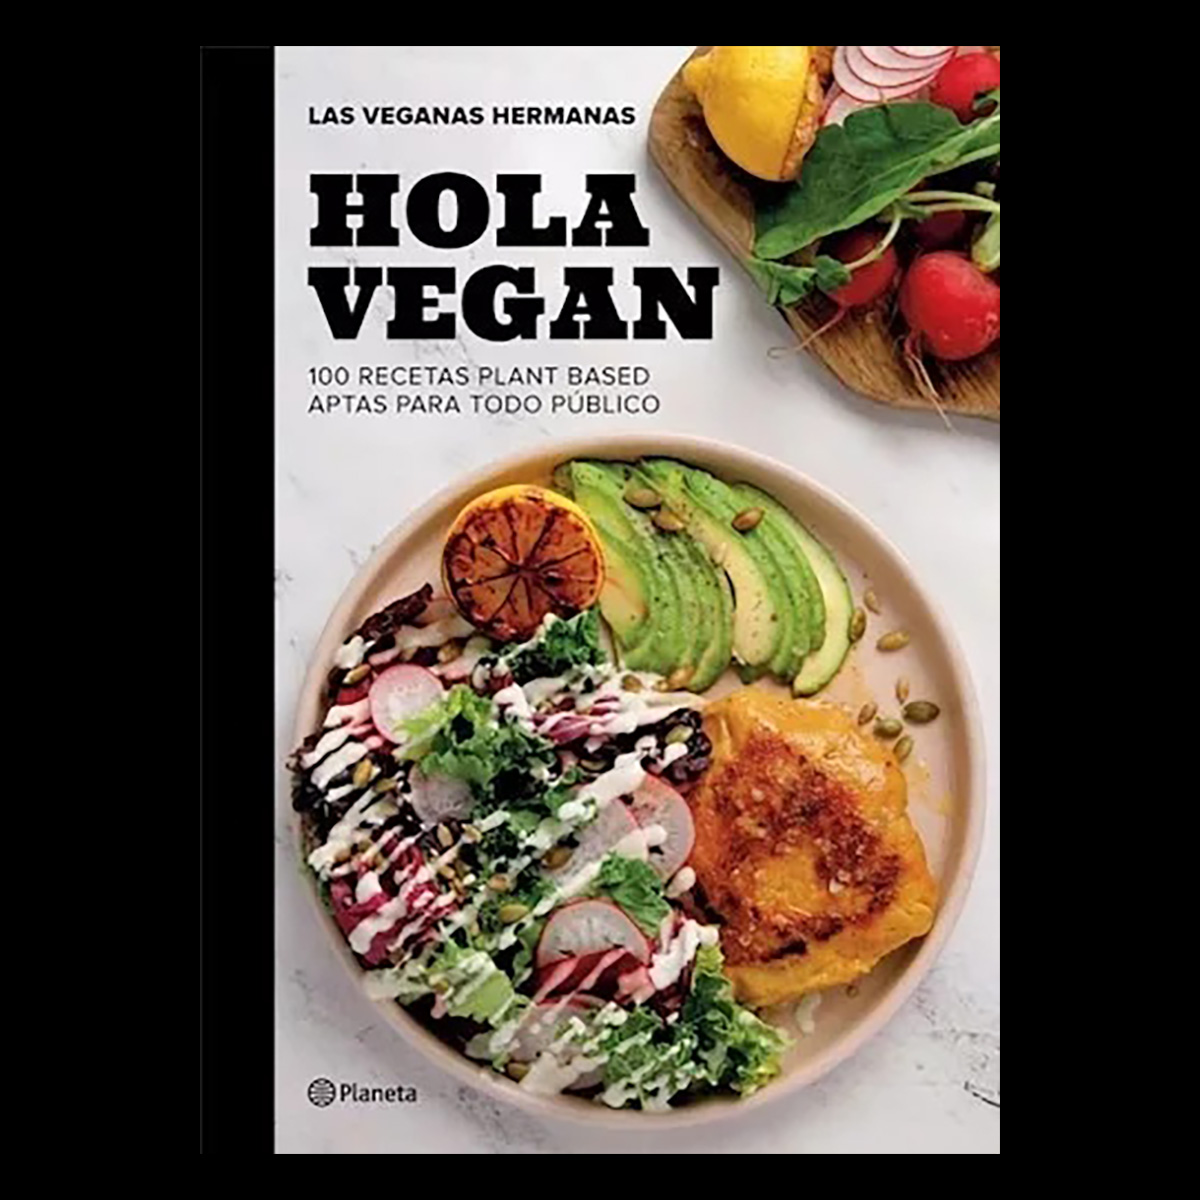 LAS VEGANAS HERMANAS
HOLA
VEGAN
100 RECETAS PLANT BASED
APTAS PARA TODO PÚBLICO
Planeta